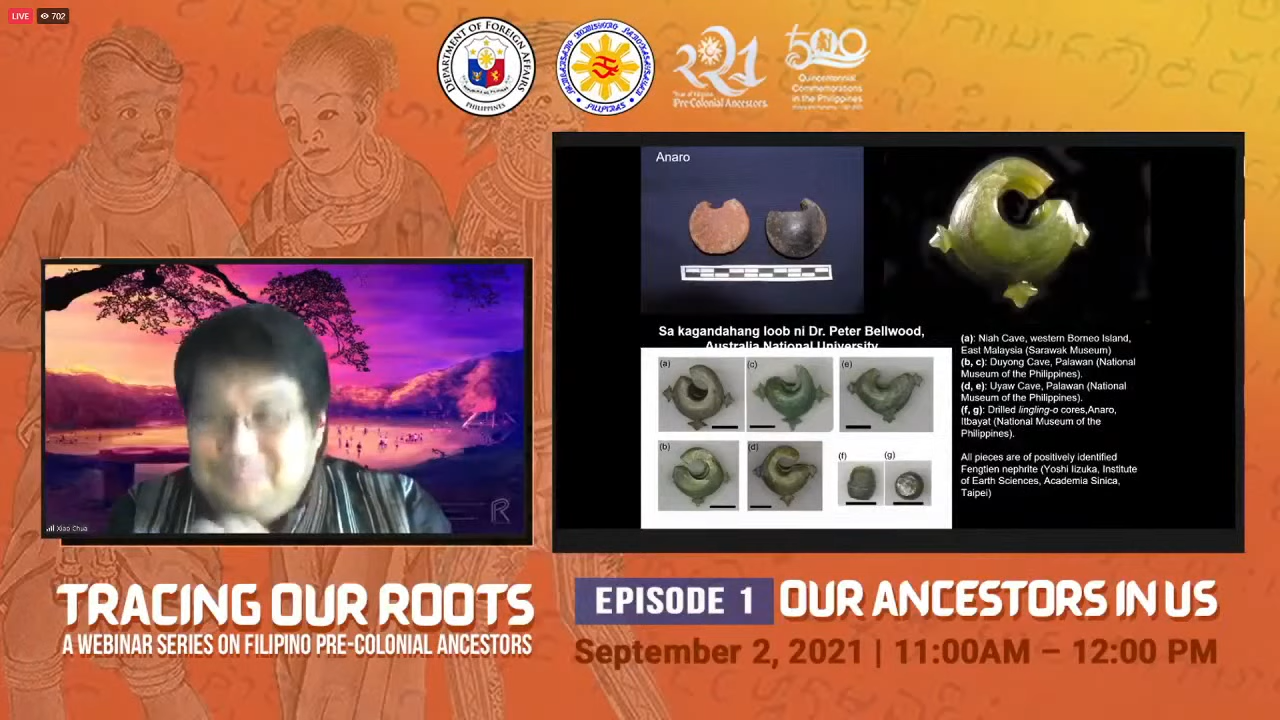 LIVE
702
DEPARTMENT OF FOREIGN AFFAIRS
PHILIPPINES
PILIPINAS
2021
Year of Filipino
Pre-Colonial Ancestors
500
Quincentennial
Commemorations
in the Philippines
Anaro
Sa kagandahang loob ni Dr. Peter Bellwood,
Australia National University
(a)
(c)
(e)
(b)
(d)
(f)
(g)
(a): Niah Cave, western Borneo Island,
East Malaysia (Sarawak Museum)
(b, c): Duyong Cave, Palawan (National
Museum of the Philippines).
(d, e): Uyaw Cave, Palawan (National
Museum of the Philippines).
(f, g): Drilled lingling-o cores,Anaro,
Itbayat (National Museum of the
Philippines).
All pieces are of positively identified
Fengtien nephrite (Yoshi Iizuka, Institute
of Earth Sciences, Academia Sinica,
Taipei)
Xiao Chua
TRACING OUR ROOTS
A WEBINAR SERIES ON FILIPINO PRE-COLONIAL ANCESTORS
EPISODE 1 OUR ANCESTORS IN US
September 2, 2021 | 11:00AM – 12:00 PM